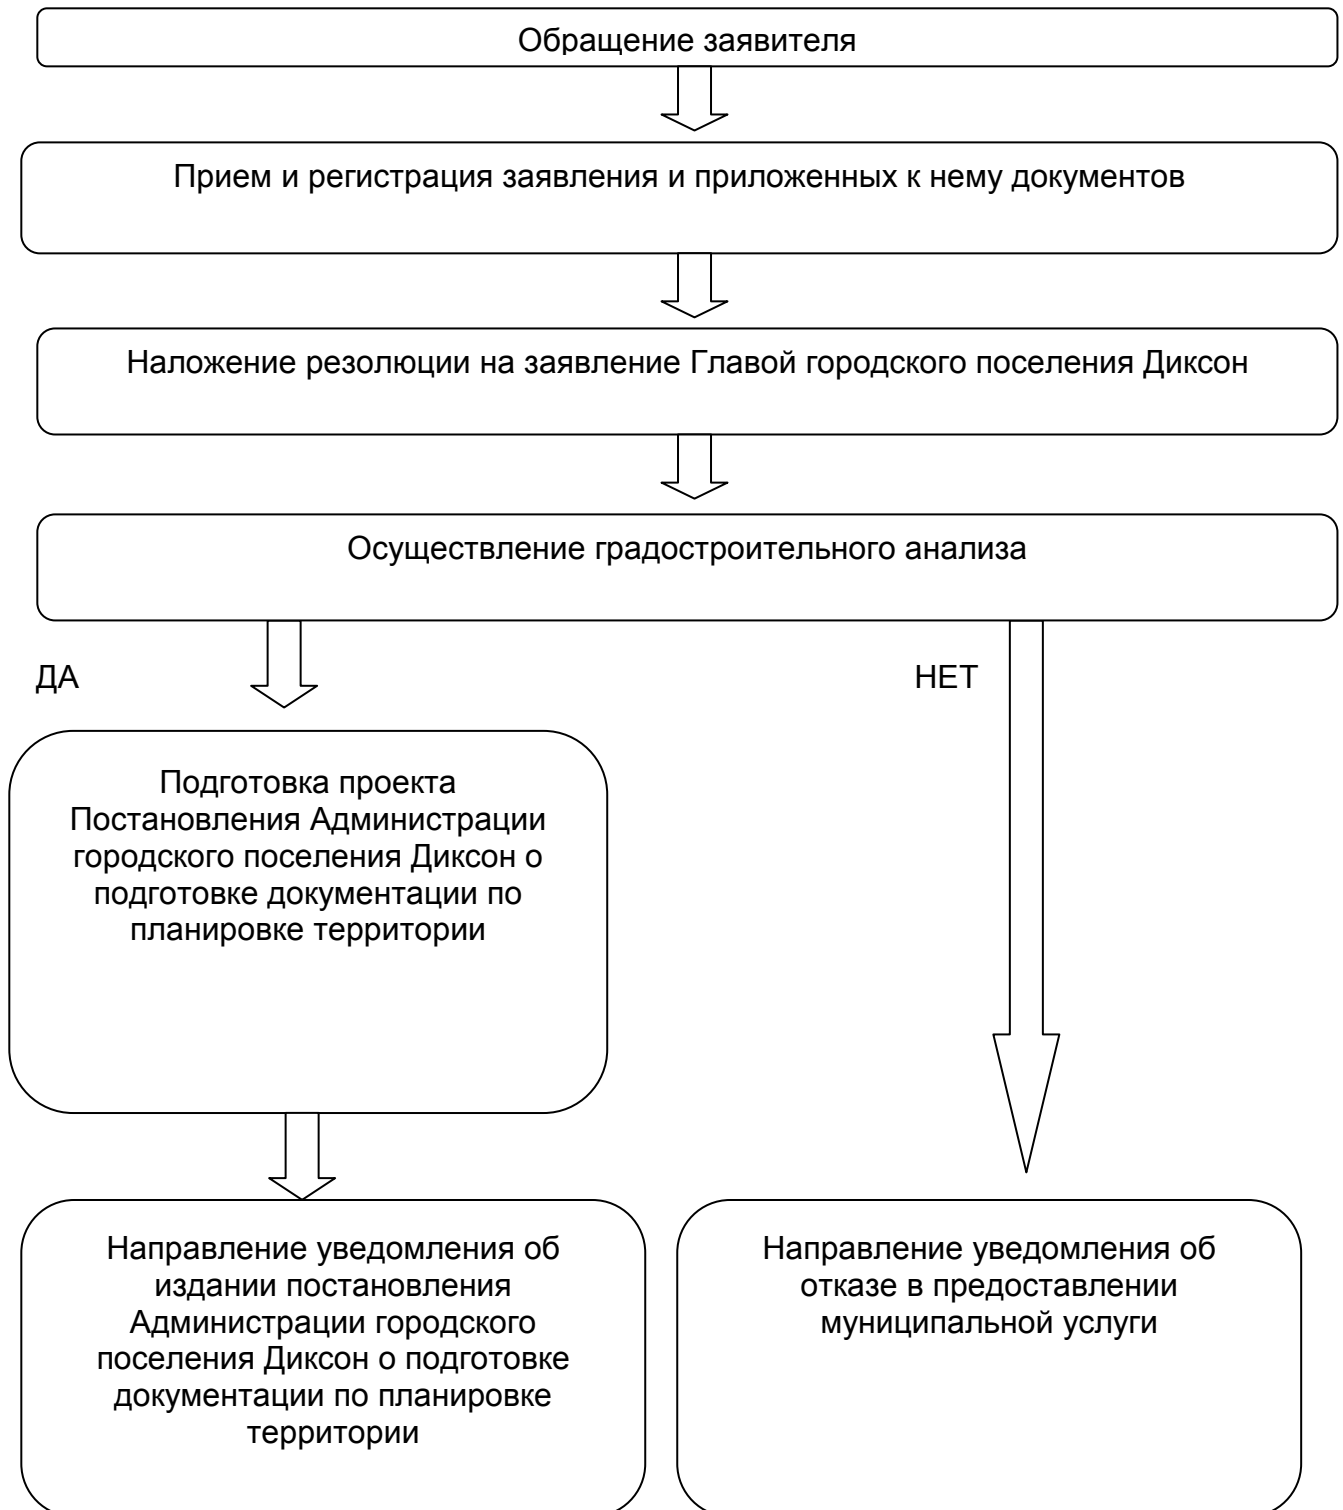 Обращение заявителя
Прием и регистрация заявления и приложенных к нему документов
Наложение резолюции на заявление Главой городского поселения Диксон
Осуществление градостроительного анализа
ДА
НЕТ
Подготовка проекта
Постановления Администрации
городского поселения Диксон о
подготовке документации по
планировке территории
Направление уведомления об
издании постановления
Администрации городского
поселения Диксон о подготовке
документации по планировке
территории
Направление уведомления об
отказе в предоставлении
муниципальной услуги